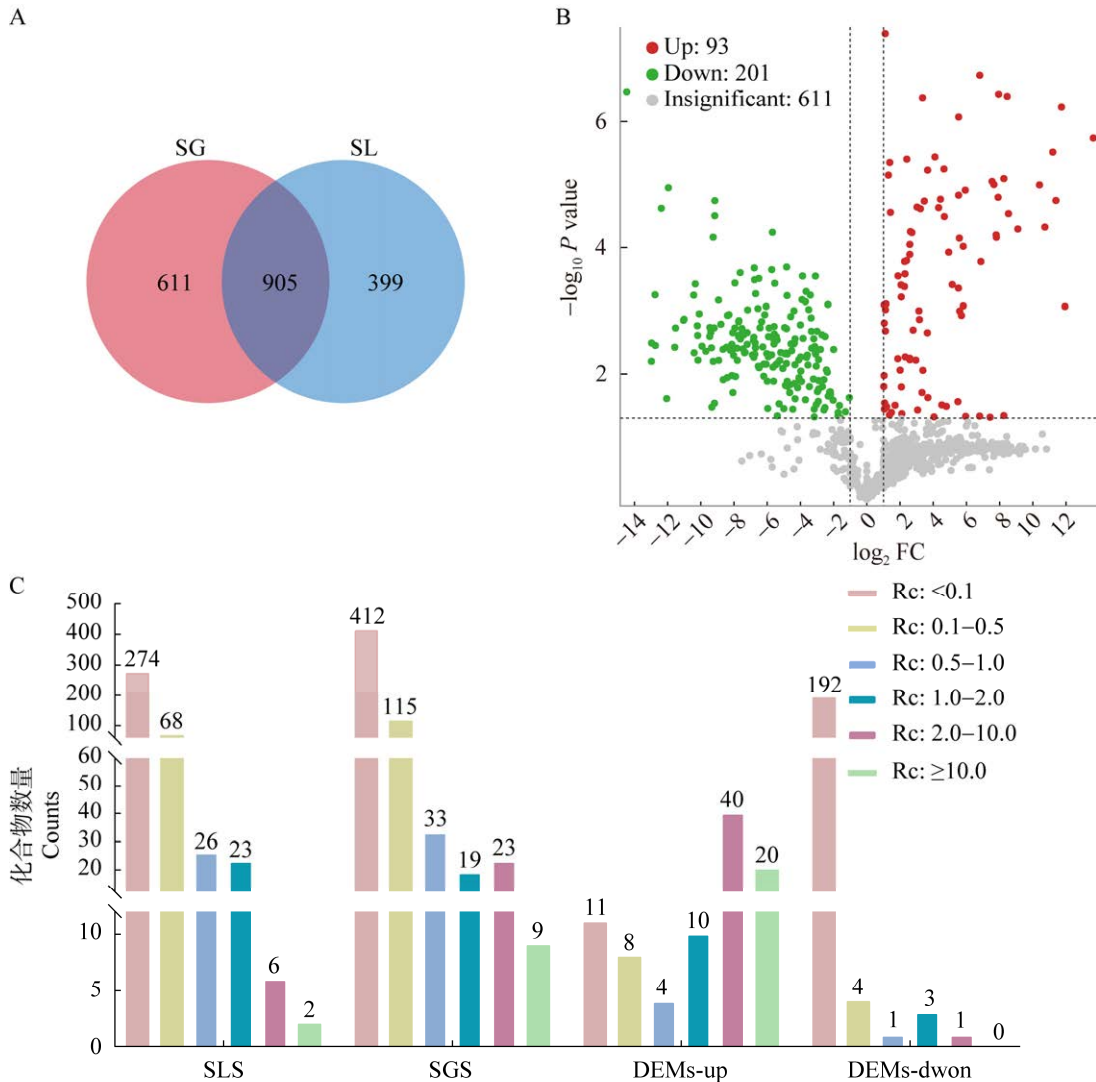 A
SG
SL
611
905
399
B
Up: 93
Down: 201
Insignificant: 611
−log₁₀ P value
6
4
2
−14
−12
−10
−8
−6
−4
−2
0
2
4
6
8
10
12
log₂ FC
C
化合物数量
Counts
500
400
300
200
100
60
50
40
30
20
10
5
0
274
68
26
23
6
2
412
115
33
19
23
9
11
8
4
10
40
20
192
4
1
3
1
0
SLS
SGS
DEMs-up
DEMs-dwon
Rc: <0.1
Rc: 0.1−0.5
Rc: 0.5−1.0
Rc: 1.0−2.0
Rc: 2.0−10.0
Rc: ≥10.0